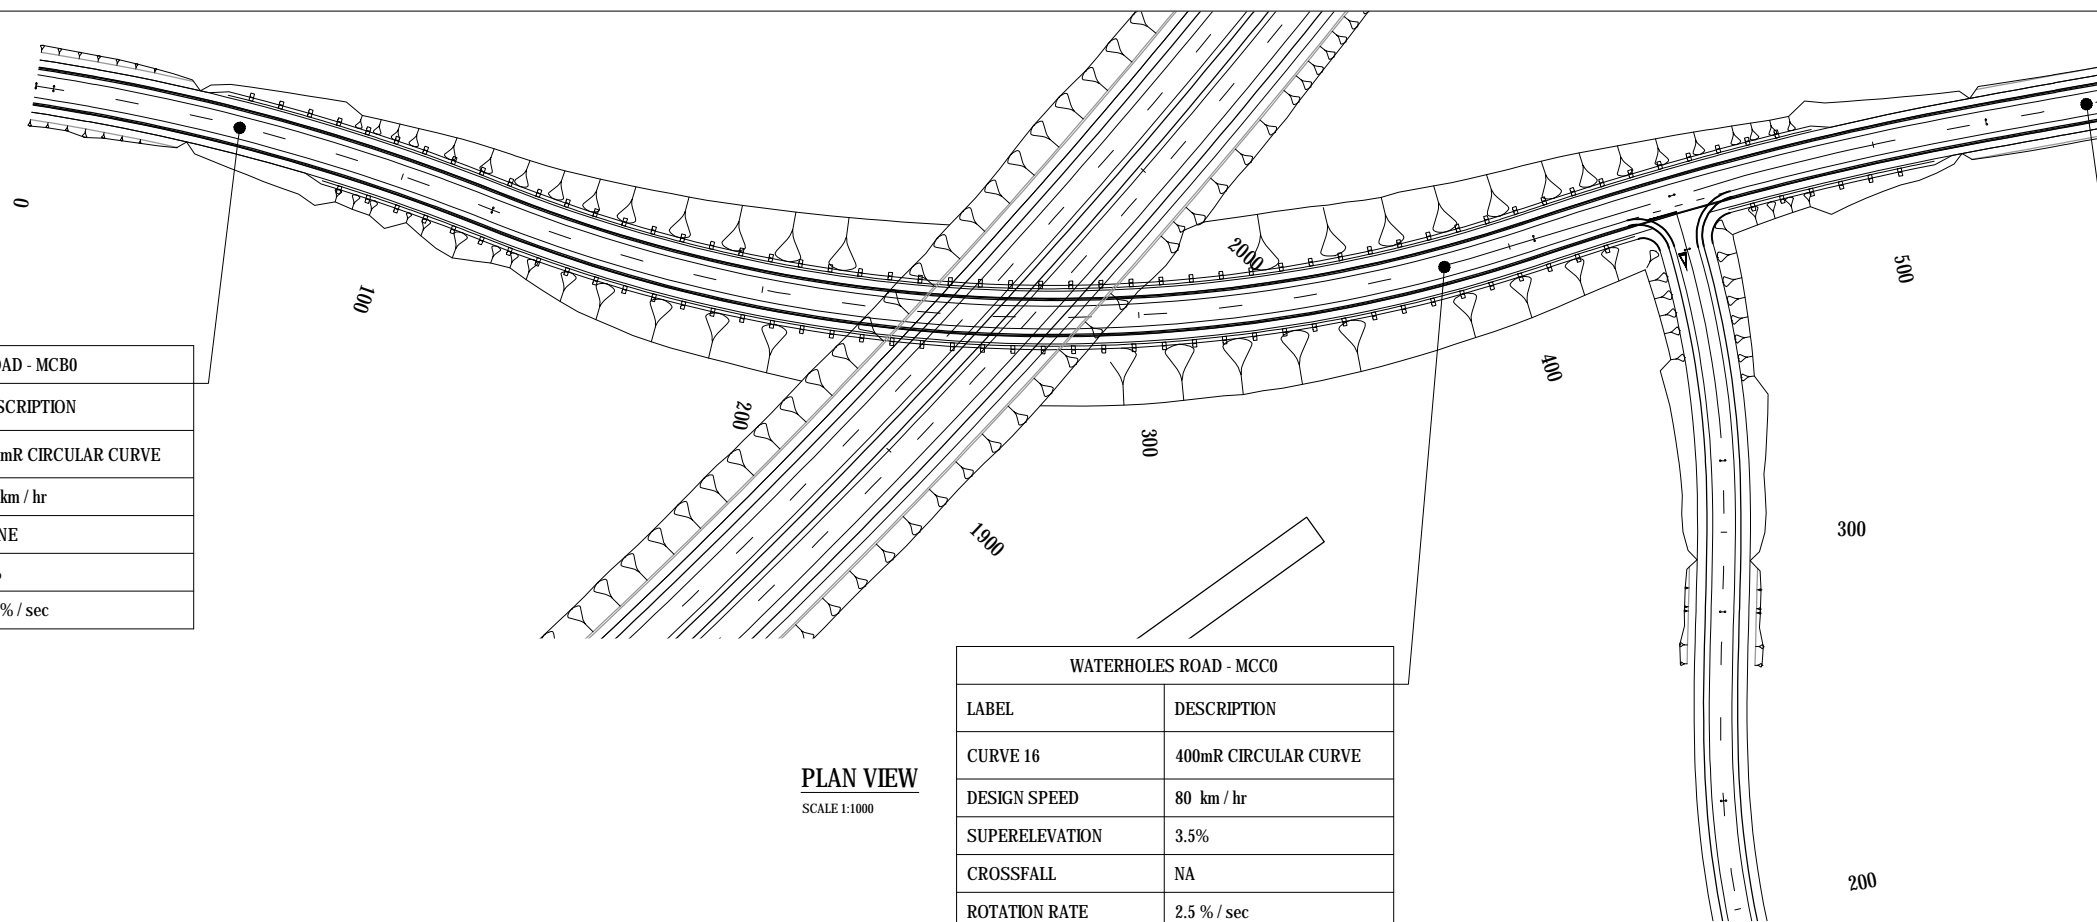 2000
0
500
100
400
OAD - MCB0
SCRIPTION
200
300
mR CIRCULAR CURVE
km / hr
300
1900
NE
% / sec
WATERHOLES ROAD - MCC0
LABEL DESCRIPTION
CURVE 16 400mR CIRCULAR CURVE
PLAN VIEW
SCALE 1:1000
DESIGN SPEED 80 km / hr
SUPERELEVATION 3.5%
CROSSFALL NA
200
ROTATION RATE 2.5 % / sec